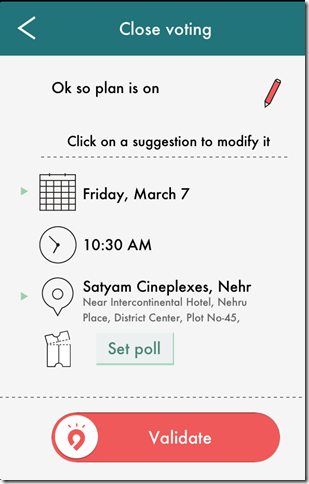 Close voting
Ok so plan is on
Click on a suggestion to modify it
Friday, March 7
10:30 AM
Satyam Cineplexes, Nehr
Near Intercontinental Hotel, Nehru
Place, District Center, Plot No-45,
Set poll
Validate